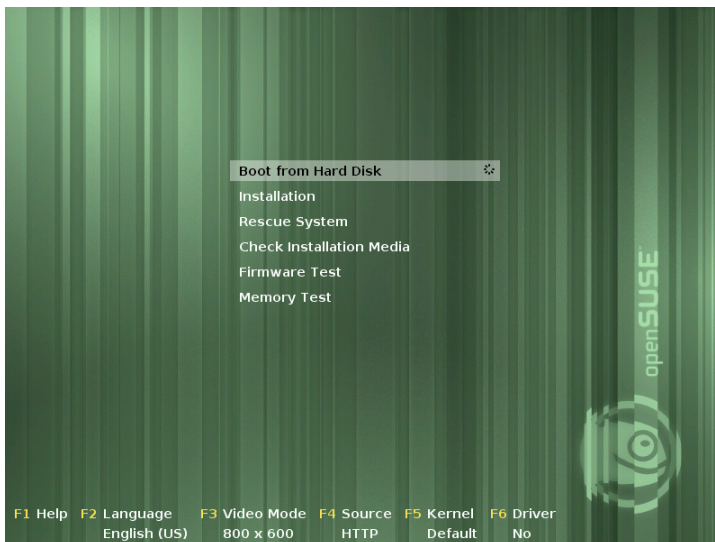 Boot from Hard Disk
Installation
Rescue System
Check Installation Media
Firmware Test
Memory Test
openSUSE
F1 Help F2 Language F3 Video Mode F4 Source F5 Kernel F6 Driver
English (US) 800 x 600 HTTP Default No